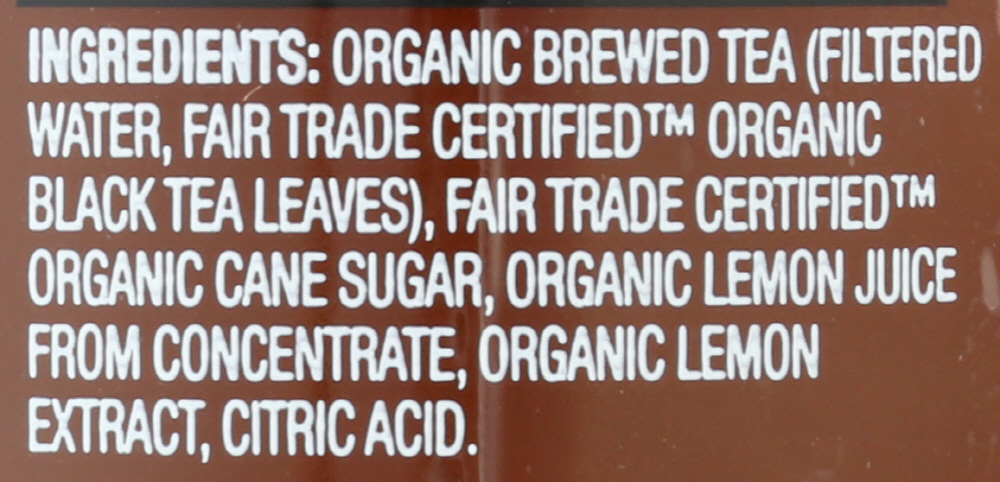 INGREDIENTS: ORGANIC BREWED TEA (FILTERED
WATER, FAIR TRADE CERTIFIED™ ORGANIC
BLACK TEA LEAVES), FAIR TRADE CERTIFIED™
ORGANIC CANE SUGAR, ORGANIC LEMON JUICE
FROM CONCENTRATE, ORGANIC LEMON
EXTRACT, CITRIC ACID.